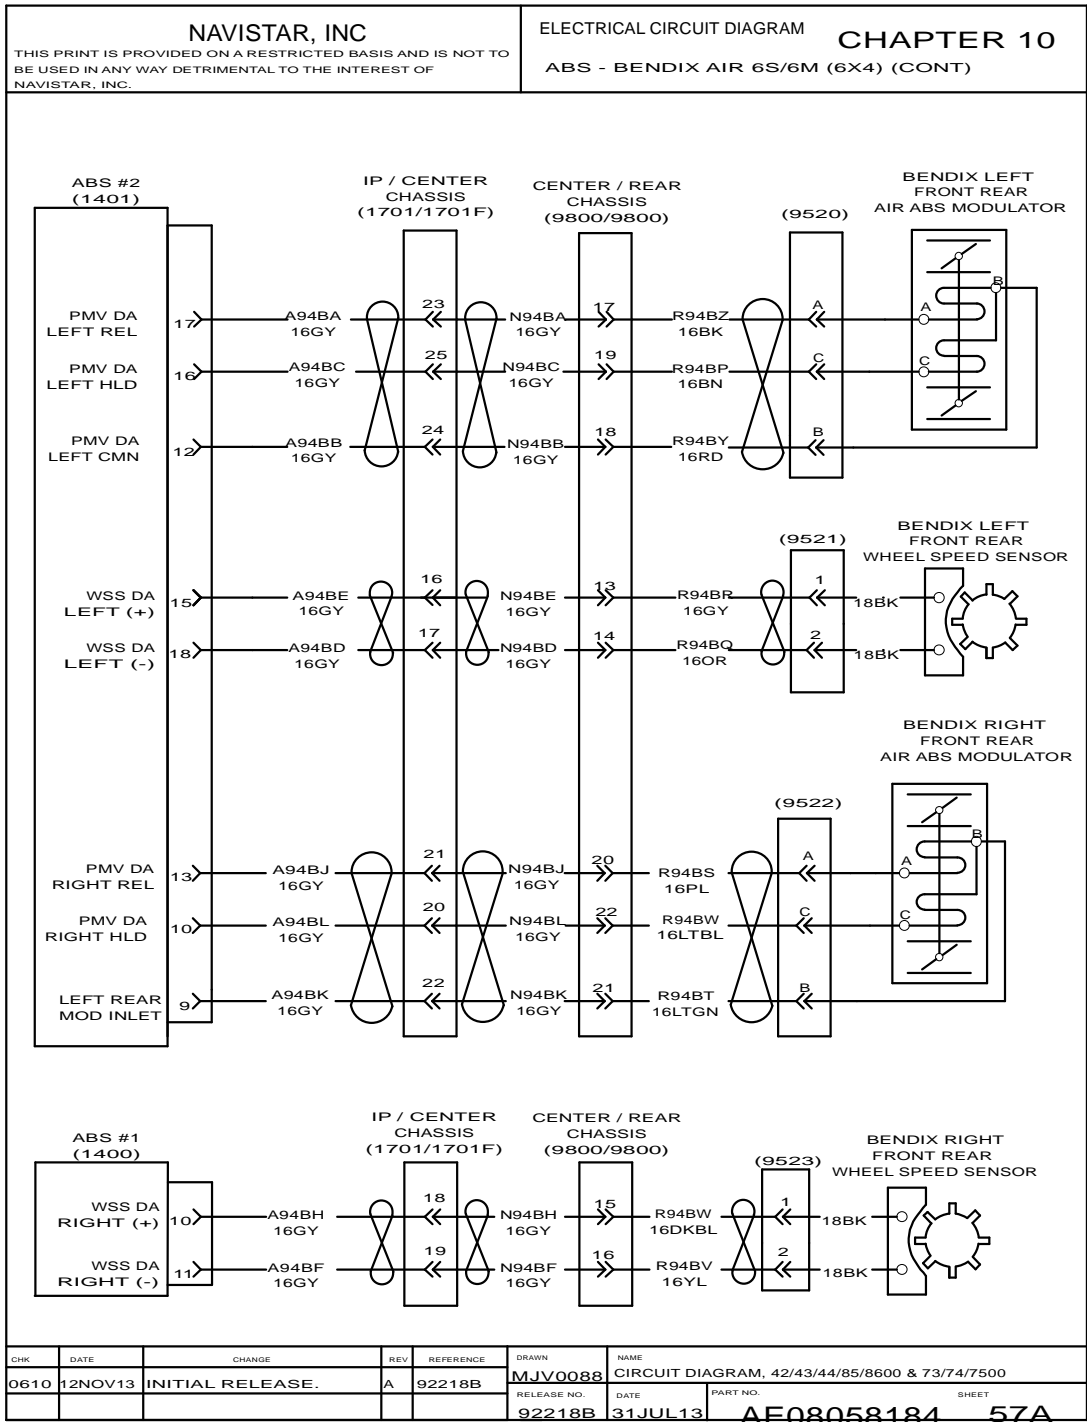 NAVISTAR, INC
THIS PRINT IS PROVIDED ON A RESTRICTED BASIS AND IS NOT TO
BE USED IN ANY WAY DETRIMENTAL TO THE INTEREST OF
NAVISTAR, INC.
ELECTRICAL CIRCUIT DIAGRAM
CHAPTER 10
ABS - BENDIX AIR 6S/6M (6X4) (CONT)
ABS #2
(1401)
IP / CENTER
CHASSIS
(1701/1701F)
CENTER / REAR
CHASSIS
(9800/9800)
(9520)
BENDIX LEFT
FRONT REAR
AIR ABS MODULATOR
PMV DA
LEFT REL
17
A94BA
16GY
23
N94BA
16GY
17
R94BZ
16BK
A
A
B
PMV DA
LEFT HLD
16
A94BC
16GY
25
N94BC
16GY
19
R94BP
16BN
C
C
PMV DA
LEFT CMN
12
A94BB
16GY
24
N94BB
16GY
18
R94BY
16RD
B
(9521)
BENDIX LEFT
FRONT REAR
WHEEL SPEED SENSOR
WSS DA
LEFT (+)
15
A94BE
16GY
16
N94BE
16GY
13
R94BR
16GY
1
18BK
WSS DA
LEFT (-)
18
A94BD
16GY
17
N94BD
16GY
14
R94BQ
16OR
2
18BK
BENDIX RIGHT
FRONT REAR
AIR ABS MODULATOR
(9522)
PMV DA
RIGHT REL
13
A94BJ
16GY
21
N94BJ
16GY
20
R94BS
16PL
A
A
B
PMV DA
RIGHT HLD
10
A94BL
16GY
20
N94BL
16GY
22
R94BW
16LTBL
C
C
LEFT REAR
MOD INLET
9
A94BK
16GY
22
N94BK
16GY
21
R94BT
16LTGN
B
ABS #1
(1400)
IP / CENTER
CHASSIS
(1701/1701F)
CENTER / REAR
CHASSIS
(9800/9800)
(9523)
BENDIX RIGHT
FRONT REAR
WHEEL SPEED SENSOR
WSS DA
RIGHT (+)
10
A94BH
16GY
18
N94BH
16GY
15
R94BW
16DKBL
1
18BK
WSS DA
RIGHT (-)
11
A94BF
16GY
19
N94BF
16GY
16
R94BV
16YL
2
18BK
CHK DATE CHANGE REV REFERENCE
0610 12NOV13 INITIAL RELEASE. A 92218B
DRAWN
MJV0088
NAME
CIRCUIT DIAGRAM, 42/43/44/85/8600 & 73/74/7500
RELEASE NO.
92218B
DATE
31JUL13
PART NO.
AF08058184
SHEET
57A